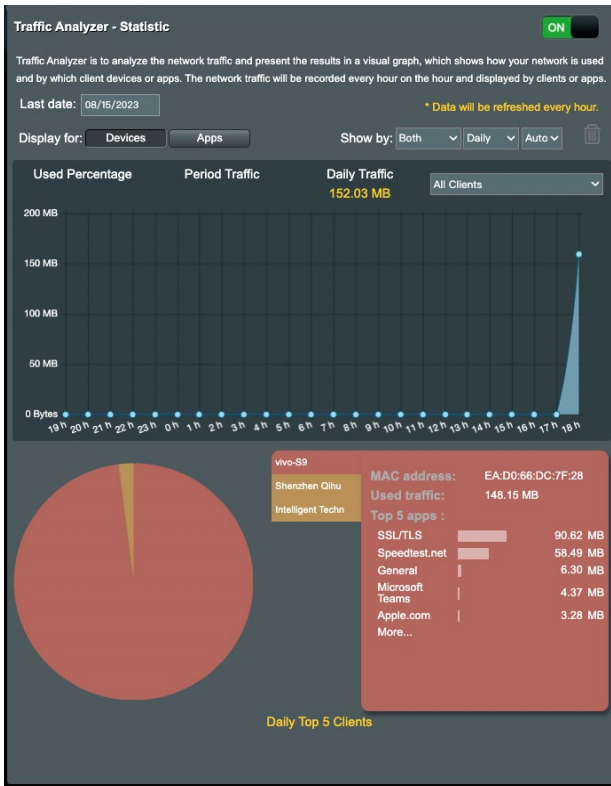 Traffic Analyzer - Statistic
ON
Traffic Analyzer is to analyze the network traffic and present the results in a visual graph, which shows how your network is used
and by which client devices or apps. The network traffic will be recorded every hour on the hour and displayed by clients or apps.
Last date: 08/15/2023
* Data will be refreshed every hour.
Display for: Devices Apps Show by: Both Daily Auto
Used Percentage Period Traffic Daily Traffic
152.03 MB
All Clients
200 MB
150 MB
100 MB
50 MB
0 Bytes
19 h 20 h 21 h 22 h 23 h 0 h 1 h 2 h 3 h 4 h 5 h 6 h 7 h 8 h 9 h 10 h 11 h 12 h 13 h 14 h 15 h 16 h 17 h 18 h
vivo-S9
Shenzhen Qihu
Intelligent Techn
MAC address: EA:D0:66:DC:7F:28
Used traffic: 148.15 MB
Top 5 apps :
SSL/TLS 90.62 MB
Speedtest.net 58.49 MB
General 6.30 MB
Microsoft
Teams 4.37 MB
Apple.com 3.28 MB
More...
Daily Top 5 Clients